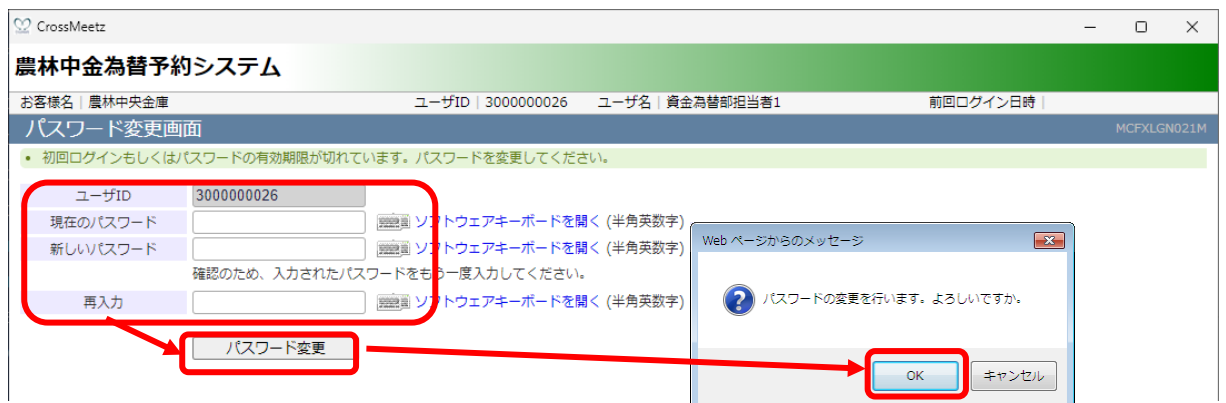 CrossMeetz
農林中金為替予約システム
お客様名 | 農林中央金庫 ユーザID | 3000000026 ユーザ名 | 資金為替部担当者1 前回ログイン日時 |
パスワード変更画面 MCFXLGN021M
• 初回ログインもしくはパスワードの有効期限が切れています。パスワードを変更してください。
ユーザID 3000000026
現在のパスワード ソフトウェアキーボードを開く (半角英数字)
新しいパスワード ソフトウェアキーボードを開く (半角英数字)
確認のため、入力されたパスワードをもう一度入力してください。
再入力 ソフトウェアキーボードを開く (半角英数字)
パスワード変更
Web ページからのメッセージ
パスワードの変更を行います。よろしいですか。
OK キャンセル